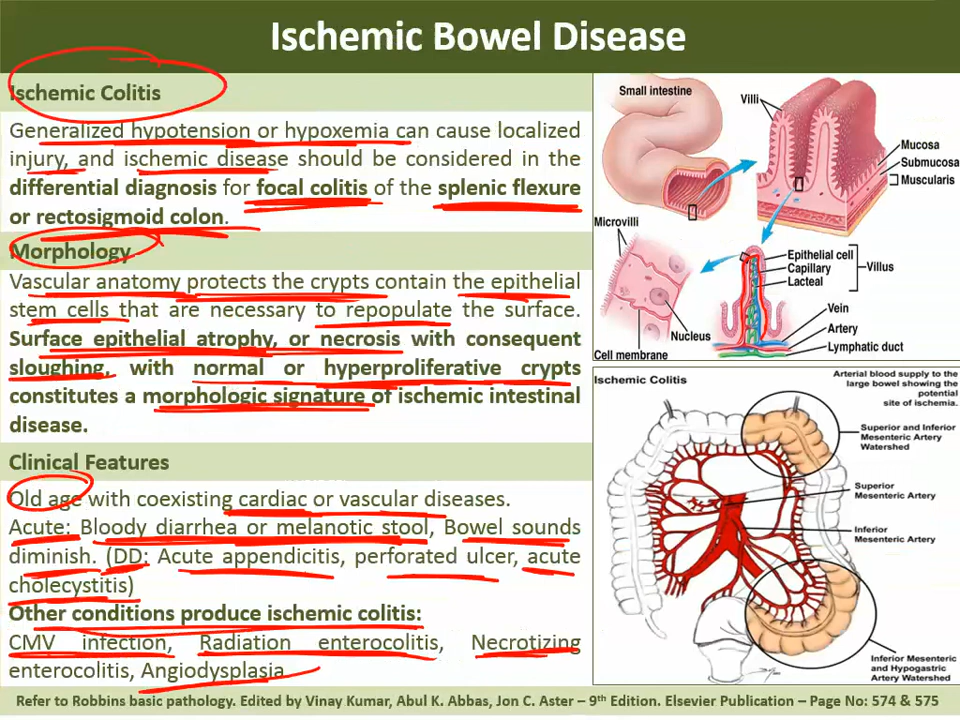 Ischemic Bowel Disease
Ischemic Colitis
Generalized hypotension or hypoxemia can cause localized
injury, and ischemic disease should be considered in the
differential diagnosis for focal colitis of the splenic flexure
or rectosigmoid colon.
Morphology
Vascular anatomy protects the crypts contain the epithelial
stem cells that are necessary to repopulate the surface.
Surface epithelial atrophy, or necrosis with consequent
sloughing, with normal or hyperproliferative crypts
constitutes a morphologic signature of ischemic intestinal
disease.
Clinical Features
Old age with coexisting cardiac or vascular diseases.
Acute: Bloody diarrhea or melanotic stool, Bowel sounds
diminish. (DD: Acute appendicitis, perforated ulcer, acute
cholecystitis)
Other conditions produce ischemic colitis:
CMV infection, Radiation enterocolitis, Necrotizing
enterocolitis, Angiodysplasia
Small intestine
Villi
Mucosa
Submucosa
Muscularis
Microvilli
Epithelial cell
Capillary
Lacteal
Villus
Nucleus
Cell membrane
Vein
Artery
Lymphatic duct
Ischemic Colitis
Arterial blood supply to the
large bowel showing the
potential
site of ischemia.
Superior and Inferior
Mesenteric Artery
Watershed
Superior
Mesenteric Artery
Inferior
Mesenteric Artery
Inferior Mesenteric
and Hypogastric
Artery Watershed
Refer to Robbins basic pathology. Edited by Vinay Kumar, Abul K. Abbas, Jon C. Aster – 9th Edition. Elsevier Publication – Page No: 574 & 575